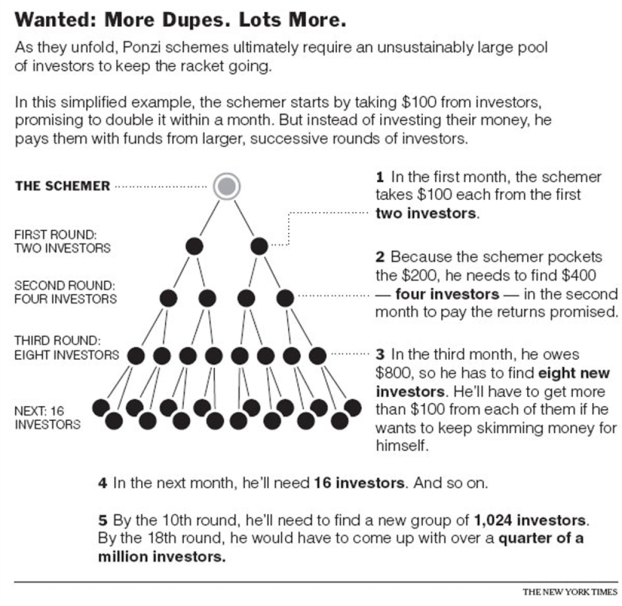 Wanted: More Dupes. Lots More.
As they unfold, Ponzi schemes ultimately require an unsustainably large pool
of investors to keep the racket going.
In this simplified example, the schemer starts by taking $100 from investors,
promising to double it within a month. But instead of investing their money, he
pays them with funds from larger, successive rounds of investors.
THE SCHEMER
1 In the first month, the schemer
takes $100 each from the first
two investors.
FIRST ROUND:
TWO INVESTORS
2 Because the schemer pockets
the $200, he needs to find $400
— four investors — in the second
month to pay the returns promised.
SECOND ROUND:
FOUR INVESTORS
THIRD ROUND:
EIGHT INVESTORS
3 In the third month, he owes
$800, so he has to find eight new
investors. He'll have to get more
than $100 from each of them if he
wants to keep skimming money for
himself.
NEXT: 16
INVESTORS
4 In the next month, he'll need 16 investors. And so on.
5 By the 10th round, he'll need to find a new group of 1,024 investors.
By the 18th round, he would have to come up with over a quarter of a
million investors.
THE NEW YORK TIMES